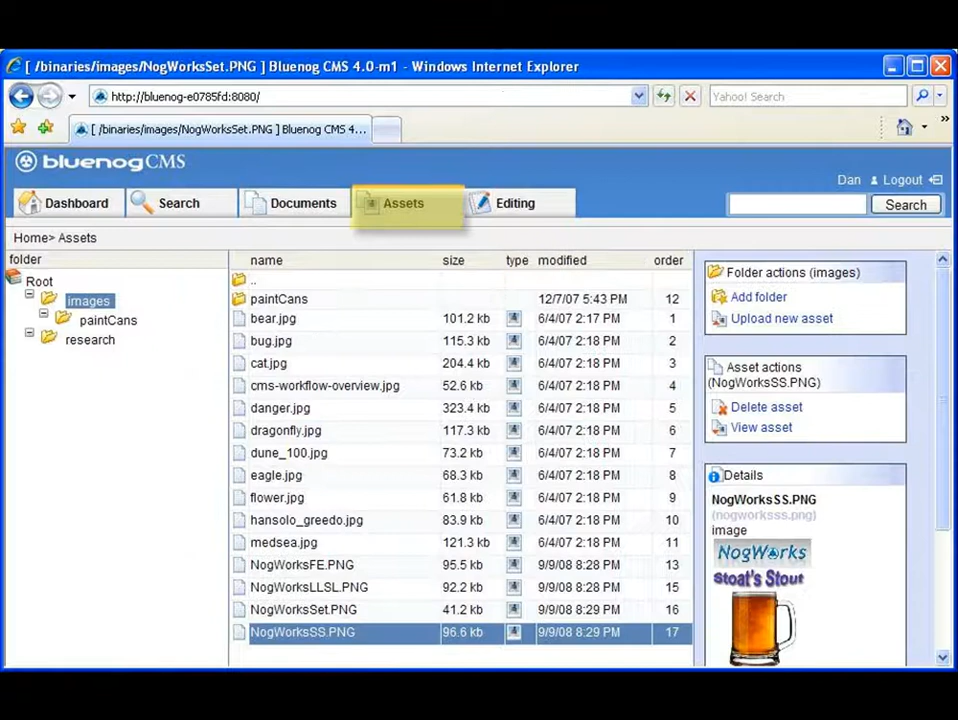 [ /binaries/images/NogWorksSet.PNG ] Bluenog CMS 4.0-m1 - Windows Internet Explorer
http://bluenog-e0785fd:8080/
Yahoo! Search
[ /binaries/images/NogWorksSet.PNG ] Bluenog CMS 4...
bluenog CMS
Dan Logout
Dashboard Search Documents Assets Editing Search
Home> Assets
folder
Root
images
paintCans
research
name size type modified order
..
paintCans 12/7/07 5:43 PM 12
bear.jpg 101.2 kb 6/4/07 2:17 PM 1
bug.jpg 115.3 kb 6/4/07 2:18 PM 2
cat.jpg 204.4 kb 6/4/07 2:18 PM 3
cms-workflow-overview.jpg 52.6 kb 6/4/07 2:18 PM 4
danger.jpg 323.4 kb 6/4/07 2:18 PM 5
dragonfly.jpg 117.3 kb 6/4/07 2:18 PM 6
dune_100.jpg 73.2 kb 6/4/07 2:18 PM 7
eagle.jpg 68.3 kb 6/4/07 2:18 PM 8
flower.jpg 61.8 kb 6/4/07 2:18 PM 9
hansolo_greedo.jpg 83.9 kb 6/4/07 2:18 PM 10
medsea.jpg 121.3 kb 6/4/07 2:18 PM 11
NogWorksFE.PNG 95.5 kb 9/9/08 8:28 PM 13
NogWorksLLSL.PNG 92.2 kb 9/9/08 8:28 PM 15
NogWorksSet.PNG 41.2 kb 9/9/08 8:29 PM 16
NogWorksSS.PNG 96.6 kb 9/9/08 8:29 PM 17
Folder actions (images)
Add folder
Upload new asset
Asset actions
(NogWorksSS.PNG)
Delete asset
View asset
Details
NogWorksSS.PNG
(nogworksss.png)
image
NogWorks
Stoat's Stout